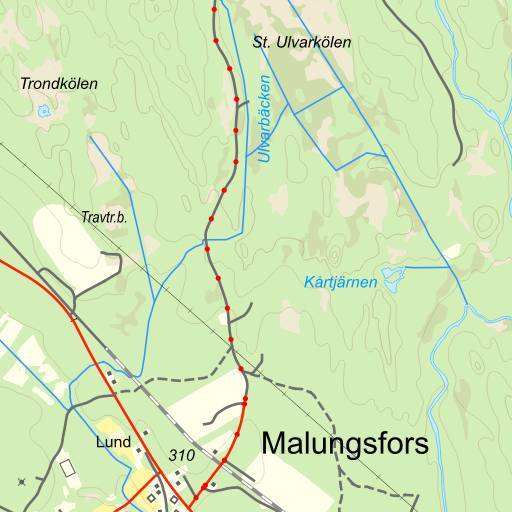 St. Ulvarkölen
Trondkölen
Ulvarbäcken
Travtr.b.
Kårtjärnen
Lund
310
Malungsfors